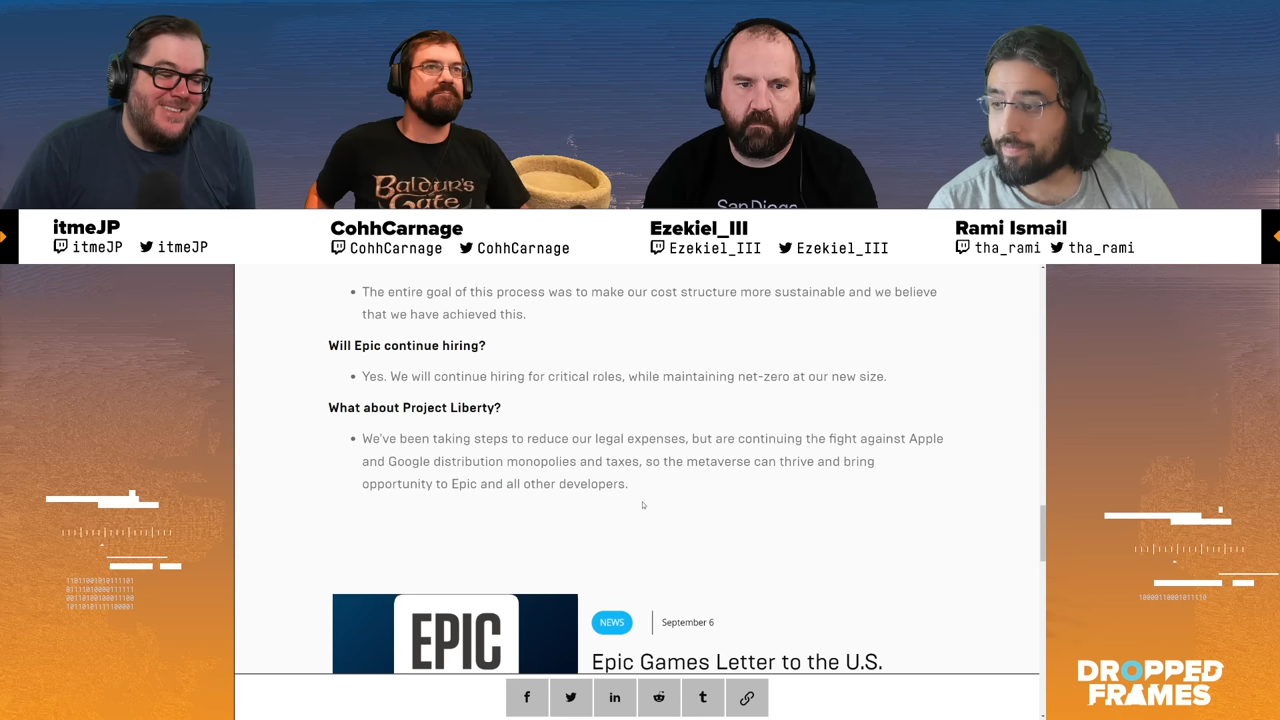 BALDUR'S
GATE
San Diego
itmeJP
itmeJP itmeJP
CohhCarnage
CohhCarnage CohhCarnage
Ezekiel_III
Ezekiel_III Ezekiel_III
Rami Ismail
tha_rami tha_rami
• The entire goal of this process was to make our cost structure more sustainable and we believe
that we have achieved this.
Will Epic continue hiring?
• Yes. We will continue hiring for critical roles, while maintaining net-zero at our new size.
What about Project Liberty?
• We've been taking steps to reduce our legal expenses, but are continuing the fight against Apple
and Google distribution monopolies and taxes, so the metaverse can thrive and bring
opportunity to Epic and all other developers.
EPIC
NEWS
September 6
Epic Games Letter to the U.S.
DROPPED
FRAMES